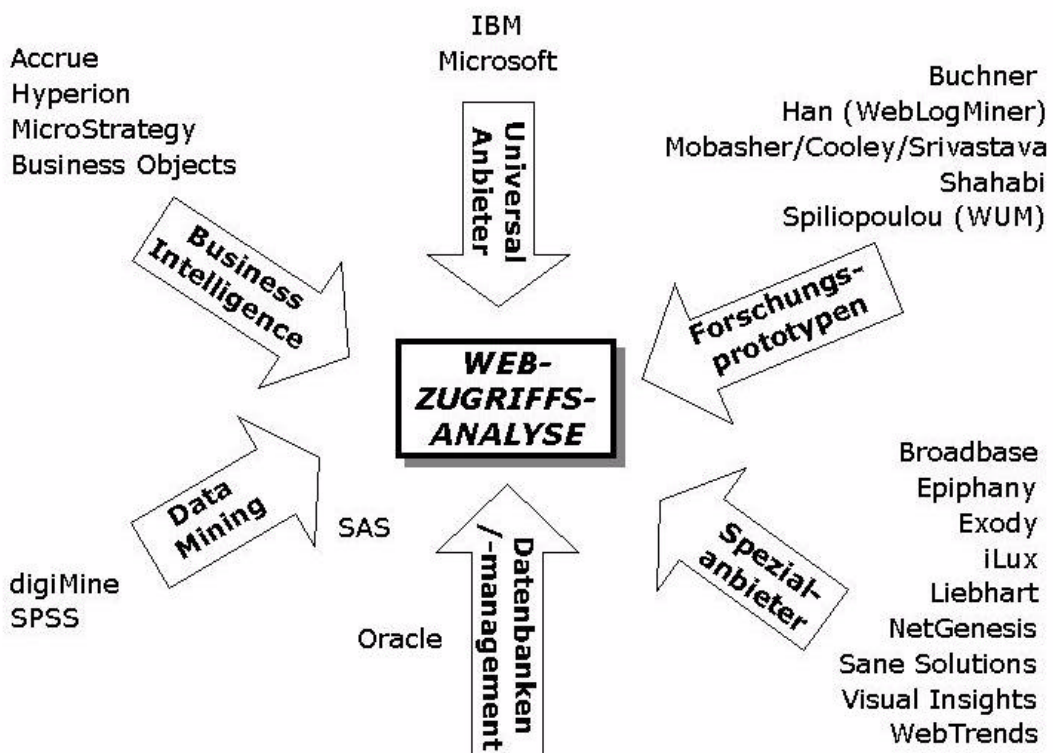 Accrue
Hyperion
MicroStrategy
Business Objects
IBM
Microsoft
Buchner
Han (WebLogMiner)
Mobasher/Cooley/Srivastava
Shahabi
Spiliopoulou (WUM)
Business
Intelligence
Universal
Anbieter
Forschungs-
prototypen
WEB-
ZUGRIFFS-
ANALYSE
Data
Mining
digiMine
SPSS
SAS
Oracle
Datenbanken
/-management
Spezial-
anbieter
Broadbase
Epiphany
Exody
iLux
Liebhart
NetGenesis
Sane Solutions
Visual Insights
WebTrends